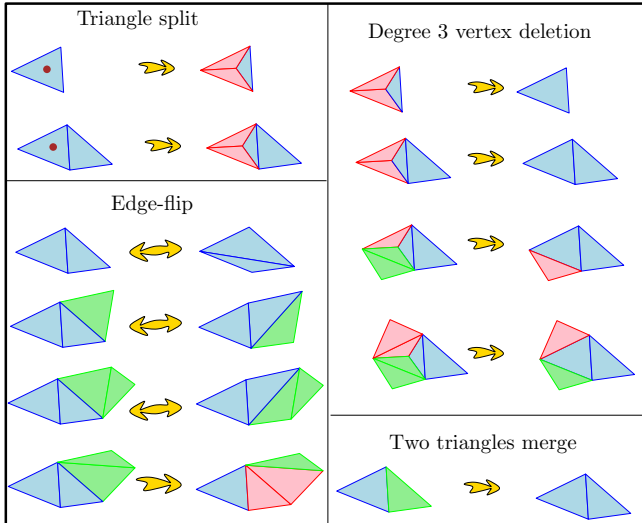 Triangle split
Degree 3 vertex deletion
Edge-flip
Two triangles merge